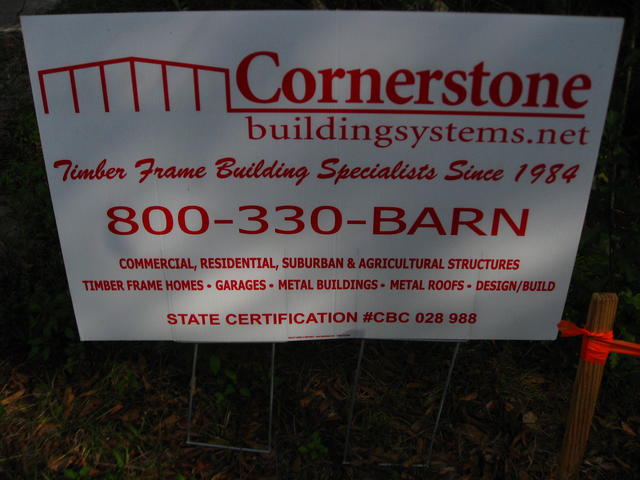 Cornerstone
buildingsystems.net
Timber Frame Building Specialists Since 1984
800-330-BARN
COMMERCIAL, RESIDENTIAL, SUBURBAN & AGRICULTURAL STRUCTURES
TIMBER FRAME HOMES • GARAGES • METAL BUILDINGS • METAL ROOFS • DESIGN/BUILD
STATE CERTIFICATION #CBC 028 988